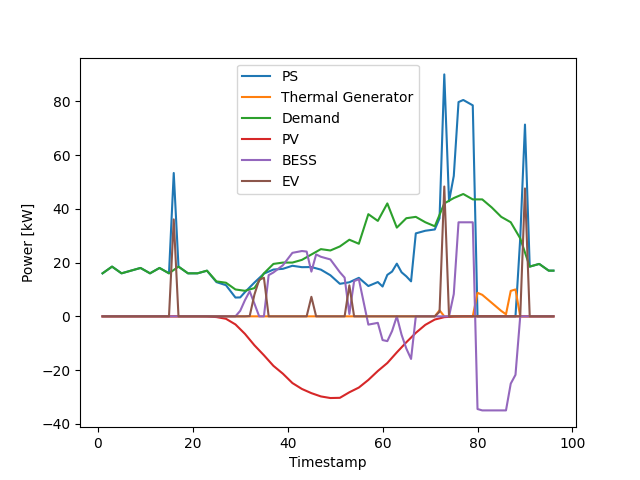 PS
Thermal Generator
Demand
PV
BESS
EV
80
60
40
20
0
−20
−40
Power [kW]
0 20 40 60 80 100
Timestamp